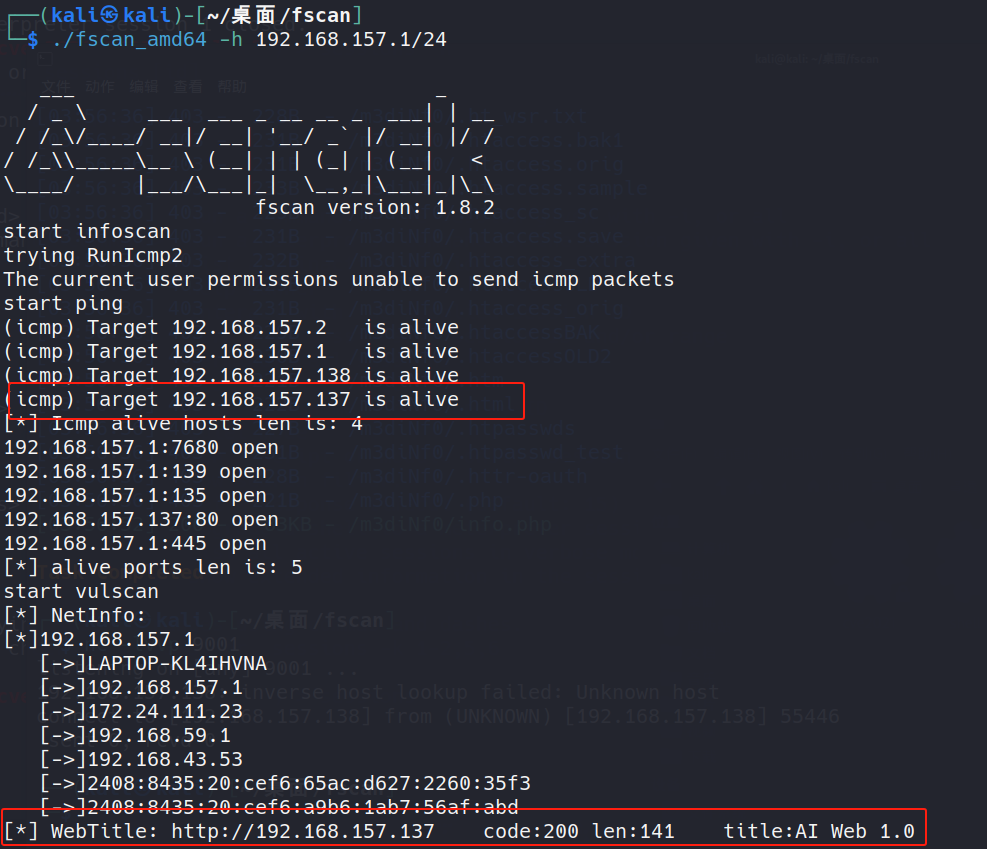 (kali㉿kali)-[~/桌面/fscan]
$ ./fscan_amd64 -h 192.168.157.1/24
fscan version: 1.8.2
start infoscan
trying RunIcmp2
The current user permissions unable to send icmp packets
start ping
(icmp) Target 192.168.157.2 is alive
(icmp) Target 192.168.157.1 is alive
(icmp) Target 192.168.157.138 is alive
(icmp) Target 192.168.157.137 is alive
[*] Icmp alive hosts len is: 4
192.168.157.1:7680 open
192.168.157.1:139 open
192.168.157.1:135 open
192.168.157.137:80 open
192.168.157.1:445 open
[*] alive ports len is: 5
start vulscan
[*] NetInfo:
[*]192.168.157.1
[->]LAPTOP-KL4IHVNA
[->]192.168.157.1
[->]172.24.111.23
[->]192.168.59.1
[->]192.168.43.53
[->]2408:8435:20:cef6:65ac:d627:2260:35f3
[->]2408:8435:20:cef6:a9b6:1ab7:56af:abd
[*] WebTitle: http://192.168.157.137 code:200 len:141 title:AI Web 1.0